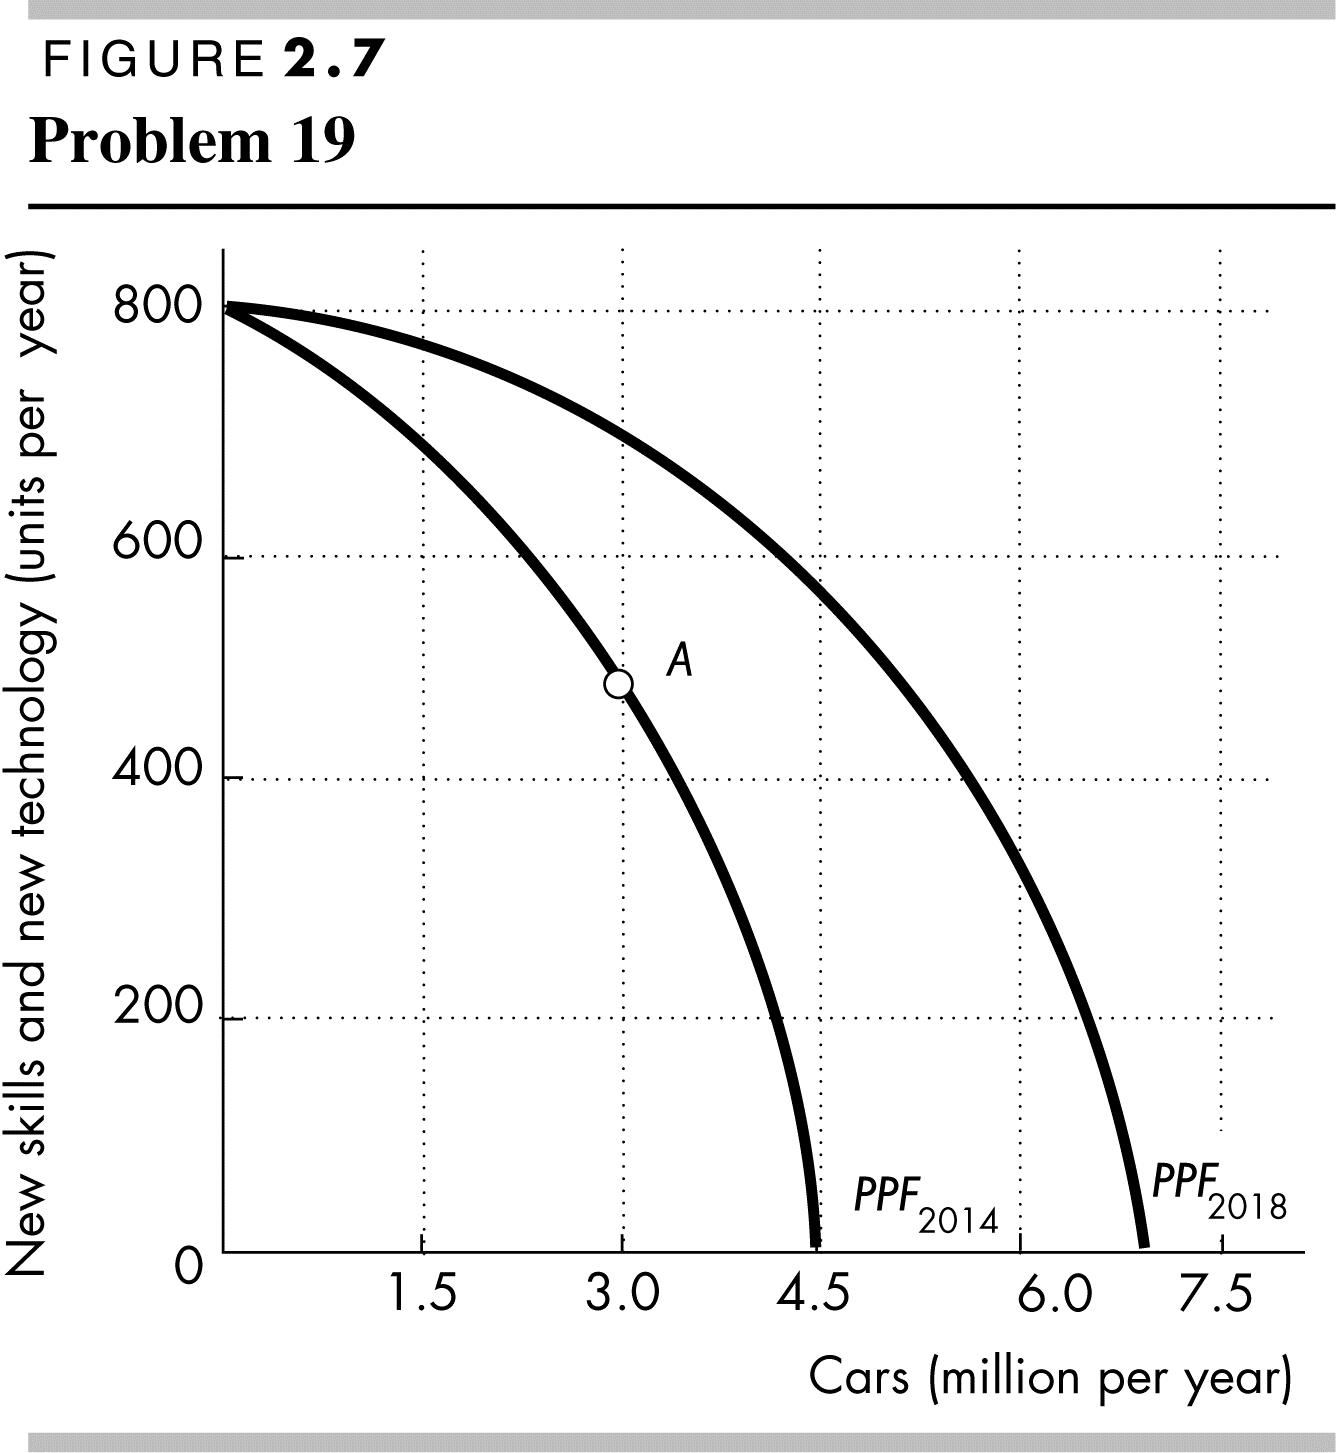 FIGURE 2.7
Problem 19
New skills and new technology (units per year)
800
600
A
400
200
PPF2014
PPF2018
0
1.5 3.0 4.5 6.0 7.5
Cars (million per year)